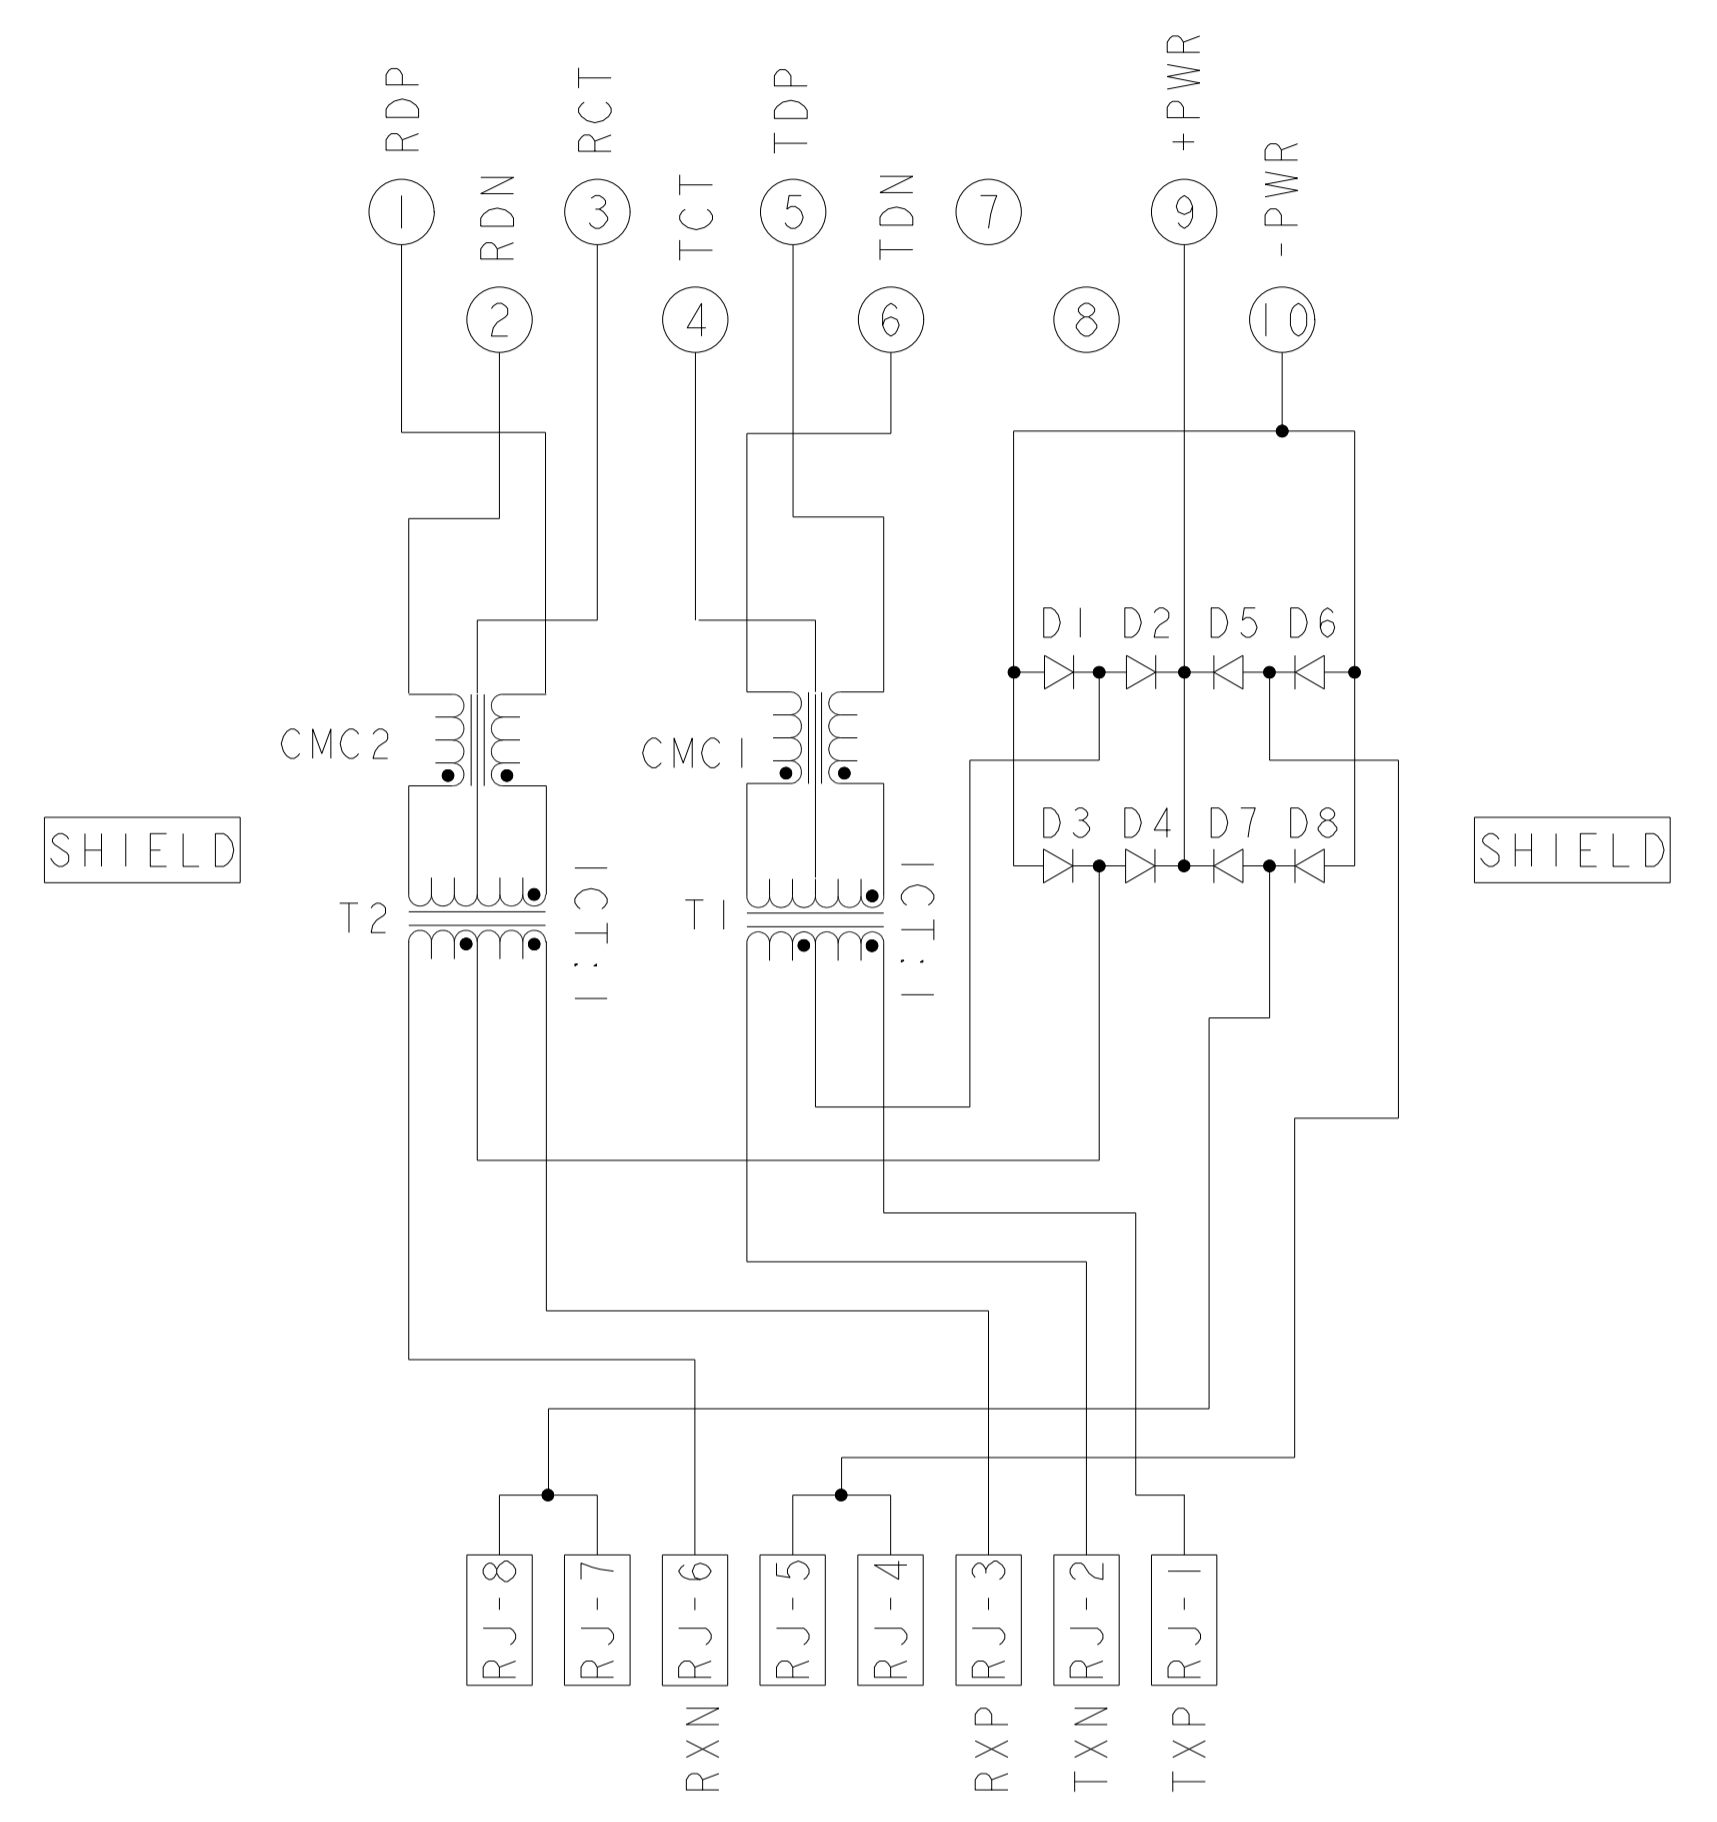 RDP
RCT
TDP
+PWR
RDN
TCT
TDN
-PWR
1
3
5
7
9
2
4
6
8
10
D1 D2 D5 D6
CMC2
CMC1
D3 D4 D7 D8
SHIELD
SHIELD
T2
1CT:1
T1
1CT:1
RJ-8
RJ-7
RJ-6
RJ-5
RJ-4
RJ-3
RJ-2
RJ-1
RXN
RXP
TXN
TXP